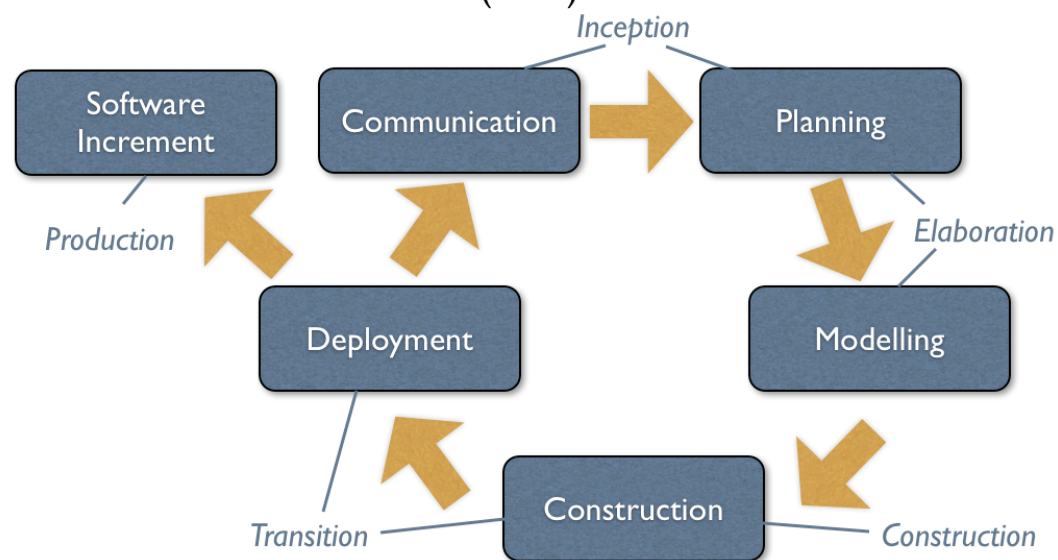 Inception
Software
Increment
Communication
Planning
Production
Elaboration
Deployment
Modelling
Construction
Transition
Construction